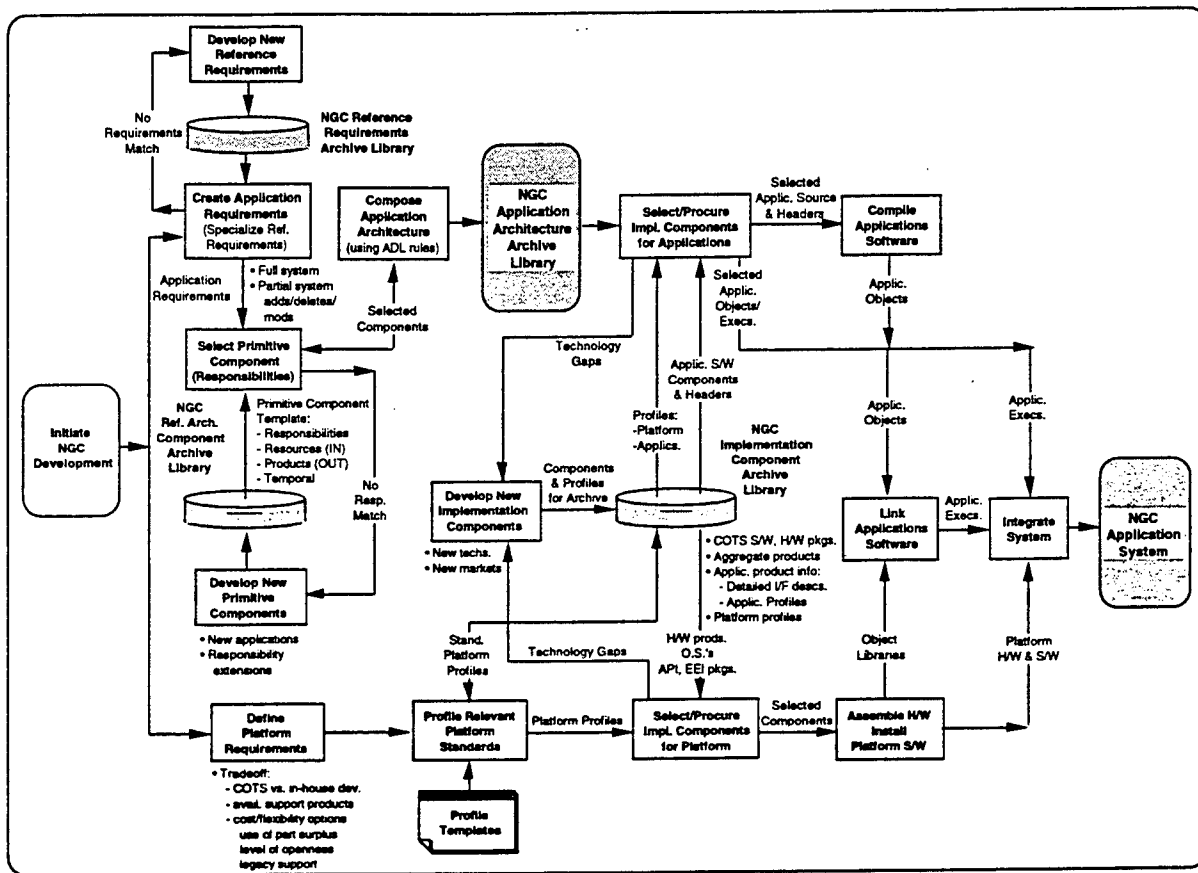 Develop New
Reference
Requirements
No
Requirements
Match
NGC Reference
Requirements
Archive Library
Create Application
Requirements
(Specialize Ref.
Requirements)
Compose
Application
Architecture
(using ADL rules)
NGC
Application
Architecture
Archive
Library
Select/Procure
Impl. Components
for Applications
Selected
Applic. Source
& Headers
Compile
Applications
Software
Application
Requirements
• Full system
• Partial system
adds/deletes/
mods
Selected
Components
Selected
Applic.
Objects/
Execs.
Applic.
Objects
Select Primitive
Component
(Responsibilities)
Technology
Gaps
Applic. S/W
Components
& Headers
Initiate
NGC
Development
NGC
Ref. Arch.
Component
Archive
Library
Primitive Component
Template:
- Responsibilities
- Resources (IN)
- Products (OUT)
- Temporal
No
Resp.
Match
Profiles:
-Platform
-Applics.
NGC
Implementation
Component
Archive
Library
Applic.
Objects
Applic.
Execs.
Develop New
Implementation
Components
Components
& Profiles
for Archive
• New techs.
• New markets
• COTS S/W, H/W pkgs.
• Aggregate products
• Applic. product info:
- Detailed I/F descs.
- Applic. Profiles
• Platform profiles
Link
Applications
Software
Applic.
Execs.
Integrate
System
NGC
Application
System
Develop New
Primitive
Components
• New applications
• Responsibility
extensions
Stand.
Platform
Profiles
Technology Gaps
H/W prods.
O.S.'s
API, EEI pkgs.
Object
Libraries
Platform
H/W & S/W
Define
Platform
Requirements
Profile Relevant
Platform
Standards
Platform Profiles
Select/Procure
Impl. Components
for Platform
Selected
Components
Assemble H/W
Install
Platform S/W
• Tradeoff:
- COTS vs. in-house dev.
- avail. support products
- cost/flexibility options
use of part surplus
level of openness
legacy support
Profile
Templates